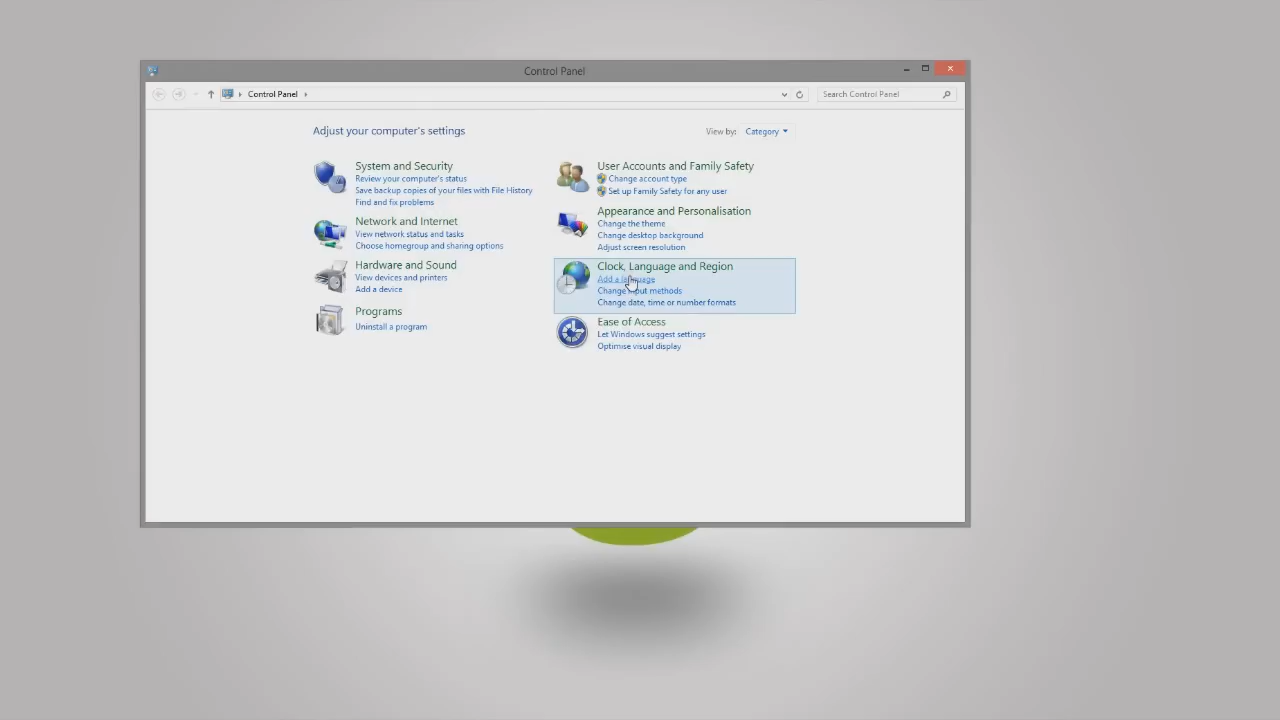 Control Panel
Control Panel
Search Control Panel
Adjust your computer's settings
View by: Category
System and Security
Review your computer's status
Save backup copies of your files with File History
Find and fix problems
Network and Internet
View network status and tasks
Choose homegroup and sharing options
Hardware and Sound
View devices and printers
Add a device
Programs
Uninstall a program
User Accounts and Family Safety
Change account type
Set up Family Safety for any user
Appearance and Personalisation
Change the theme
Change desktop background
Adjust screen resolution
Clock, Language and Region
Add a language
Change input methods
Change date, time or number formats
Ease of Access
Let Windows suggest settings
Optimise visual display